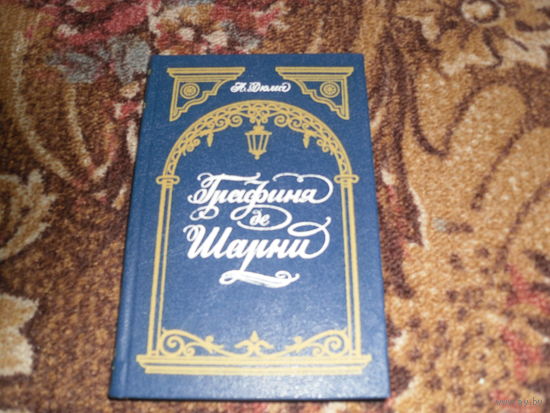 А. Дюма
Графиня
де
Шарни